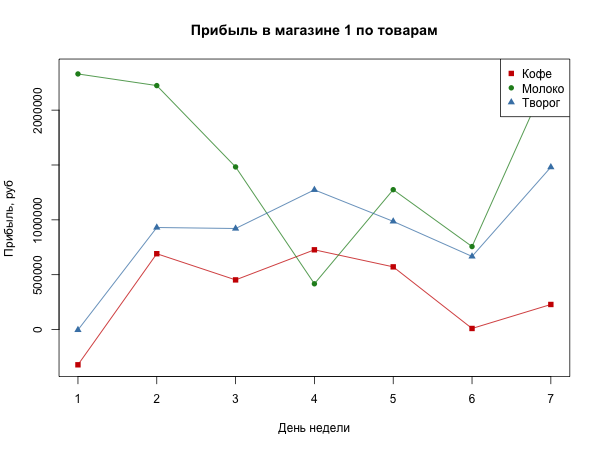 Прибыль в магазине 1 по товарам
Кофе
Молоко
Творог
Прибыль, руб
2000000
1000000
500000
0
1 2 3 4 5 6 7
День недели